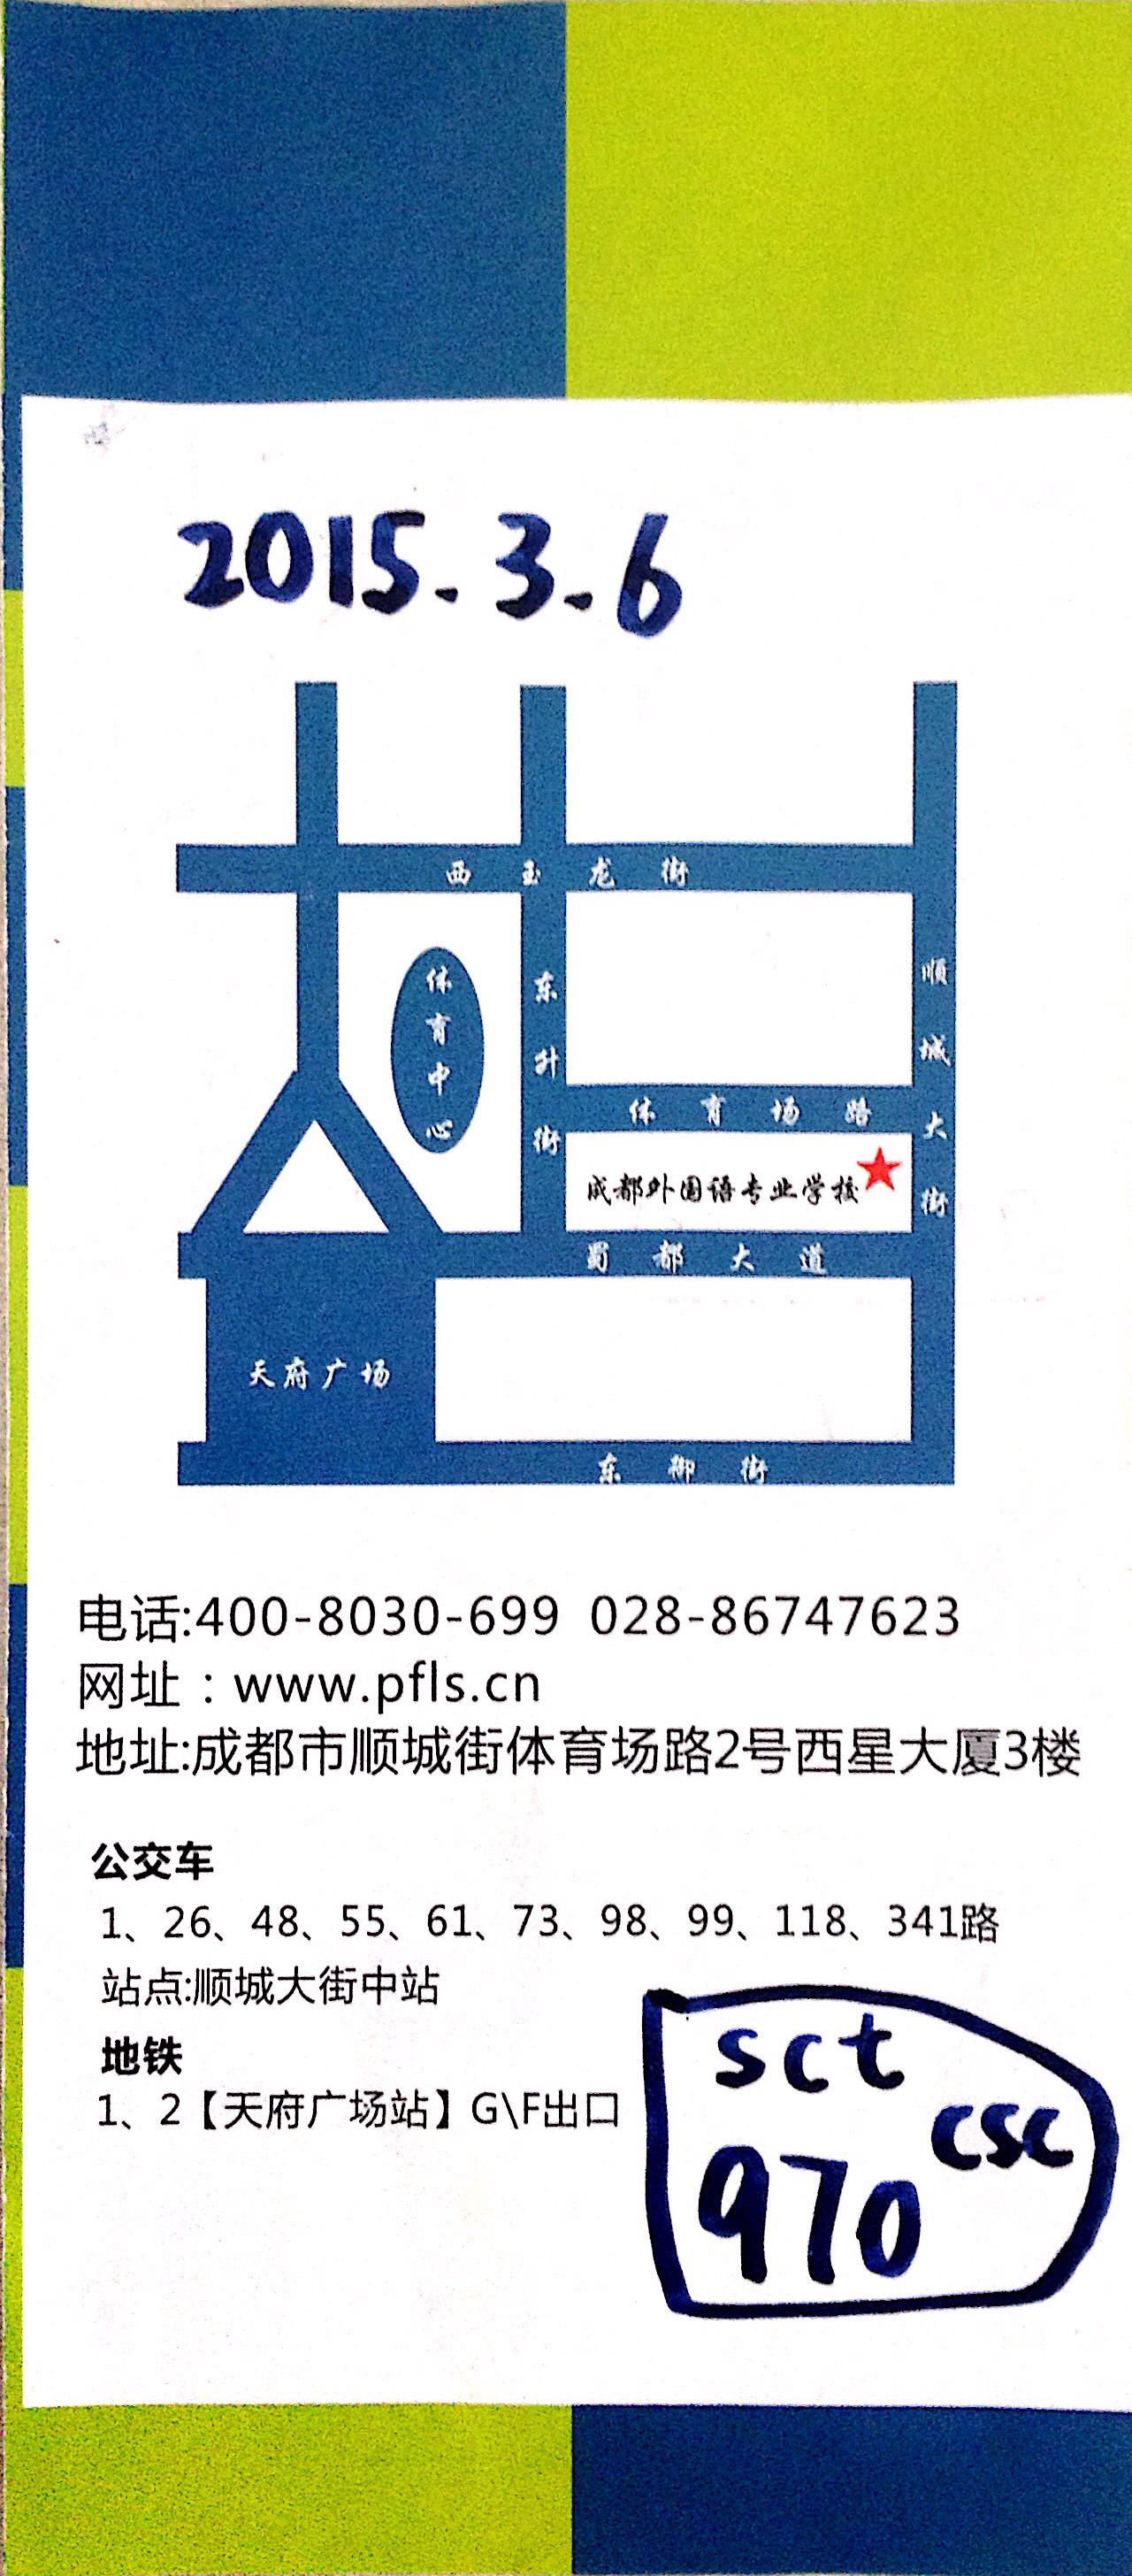 2015.3.6
西玉龙街
体育中心
东升街
顺城大街
体育场路
成都外国语专业学校
蜀都大道
天府广场
东御街
电话:400-8030-699 028-86747623
网址：www.pfls.cn
地址:成都市顺城街体育场路2号西星大厦3楼
公交车
1、26、48、55、61、73、98、99、118、341路
站点:顺城大街中站
地铁
1、2【天府广场站】G\F出口
sct
csc
970